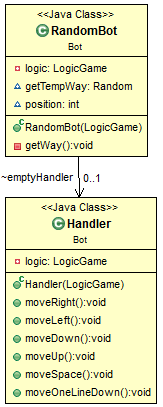 <<Java Class>>
RandomBot
Bot
logic: LogicGame
getTempWay: Random
position: int
RandomBot(LogicGame)
getWay():void
~emptyHandler
0..1
<<Java Class>>
Handler
Bot
logic: LogicGame
Handler(LogicGame)
moveRight():void
moveLeft():void
moveDown():void
moveUp():void
moveSpace():void
moveOneLineDown():void